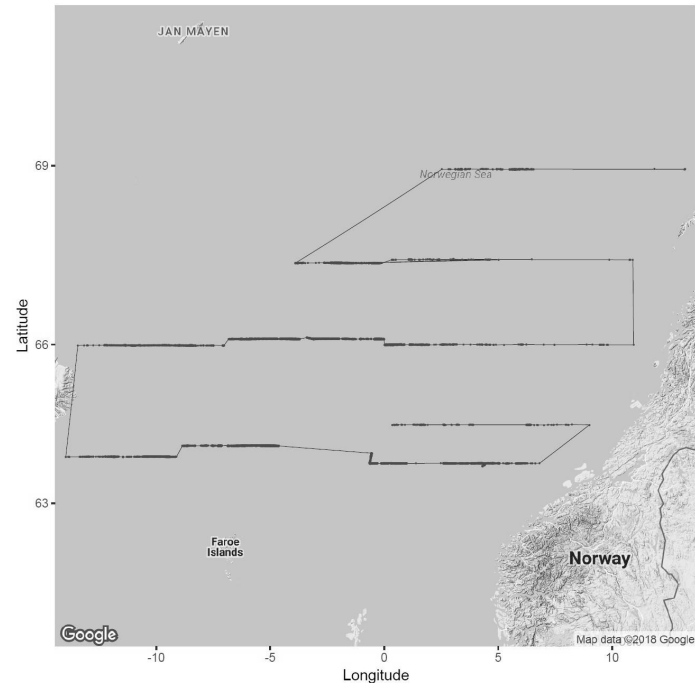 JAN MAYEN
69
Norwegian Sea
Latitude
66
63
Faroe
Islands
Norway
Google
Map data ©2018 Google
-10
-5
0
5
10
Longitude